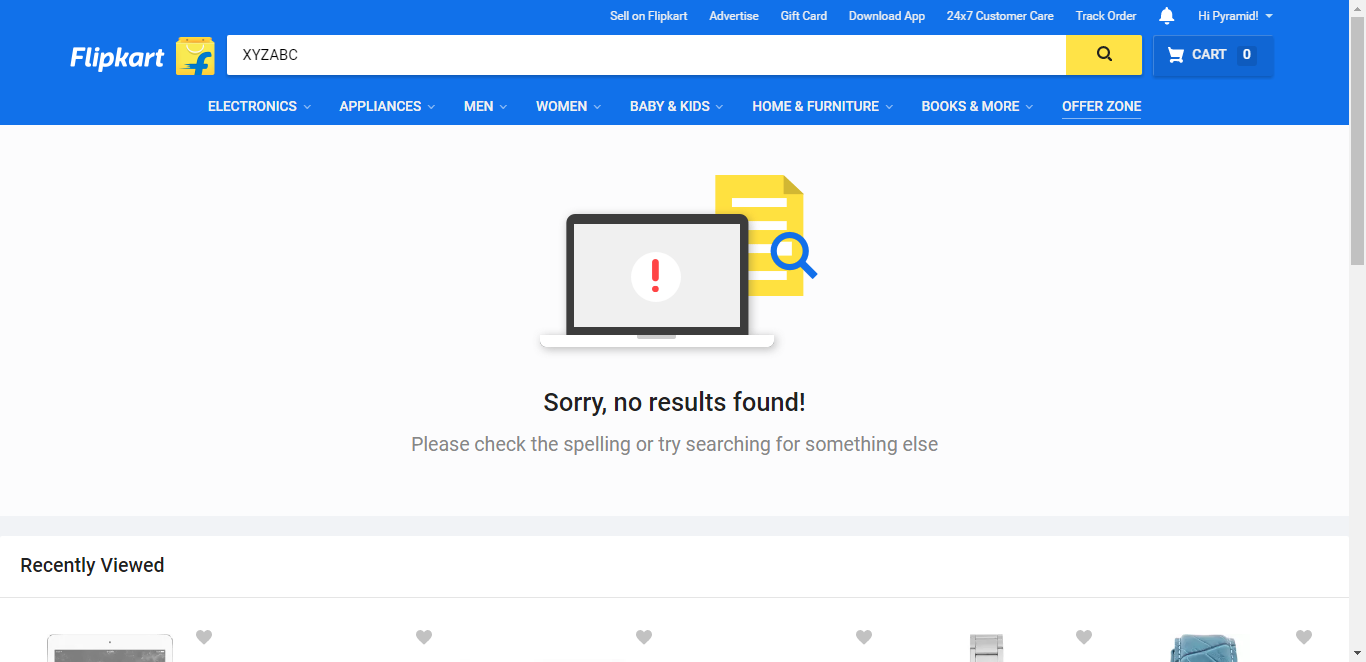 Sell on Flipkart Advertise Gift Card Download App 24x7 Customer Care Track Order Hi Pyramid!
Flipkart XYZABC CART 0
ELECTRONICS APPLIANCES MEN WOMEN BABY & KIDS HOME & FURNITURE BOOKS & MORE OFFER ZONE
Sorry, no results found!
Please check the spelling or try searching for something else
Recently Viewed